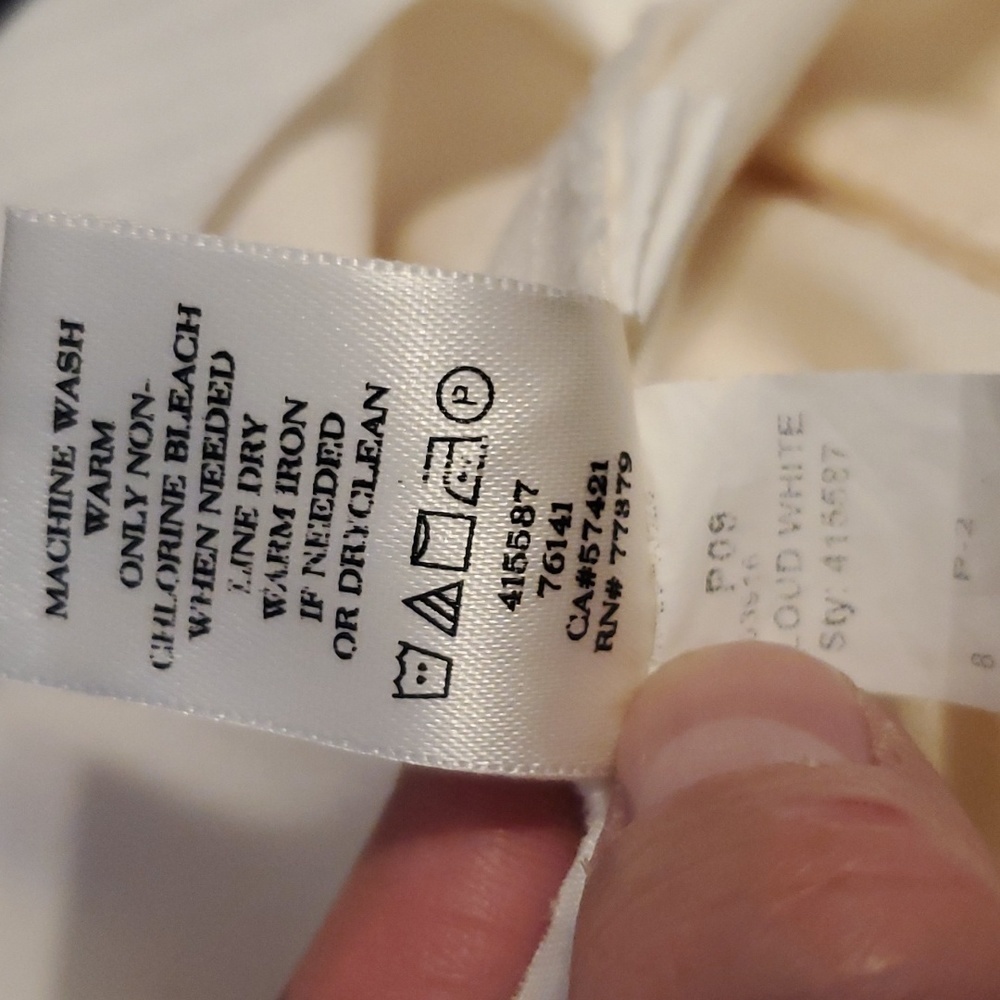 MACHINE WASH
WARM
ONLY NON-
CHLORINE BLEACH
WHEN NEEDED
LINE DRY
WARM IRON
IF NEEDED
OR DRYCLEAN
P
415587
76141
CA#57421
RN# 77879
P09
LOUD WHITE
Sty: 415587
P-2
8